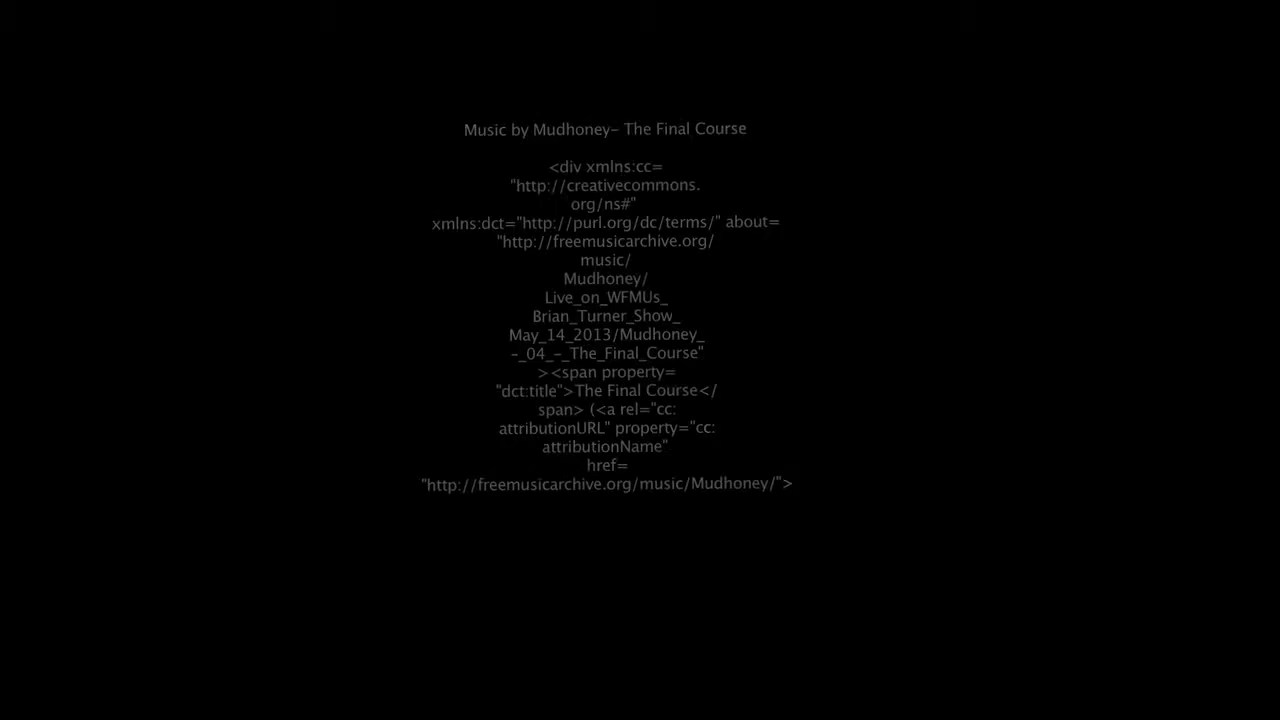 Music by Mudhoney- The Final Course
<div xmlns:cc=
"http://creativecommons.
org/ns#"
xmlns:dct="http://purl.org/dc/terms/" about=
"http://freemusicarchive.org/
music/
Mudhoney/
Live_on_WFMUs_
Brian_Turner_Show_
May_14_2013/Mudhoney_
-_04_-_The_Final_Course"
><span property=
"dct:title">The Final Course</
span> (<a rel="cc:
attributionURL" property="cc:
attributionName"
href=
"http://freemusicarchive.org/music/Mudhoney/">